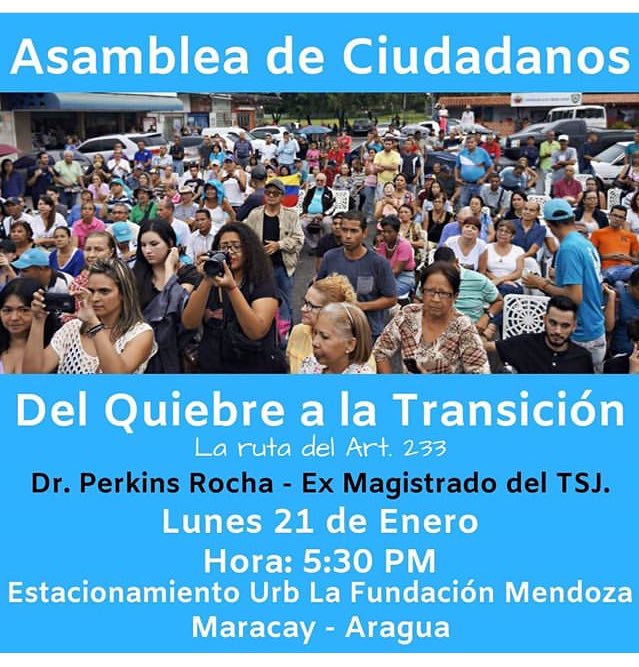 Asamblea de Ciudadanos
Del Quiebre a la Transición
La ruta del Art. 233
Dr. Perkins Rocha - Ex Magistrado del TSJ.
Lunes 21 de Enero
Hora: 5:30 PM
Estacionamiento Urb La Fundación Mendoza
Maracay - Aragua